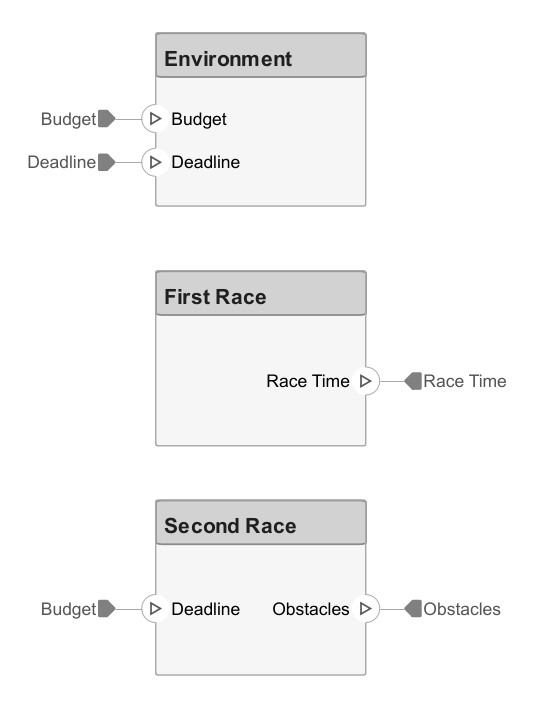 Environment
Budget Budget
Deadline Deadline
First Race
Race Time Race Time
Second Race
Budget Deadline Obstacles Obstacles